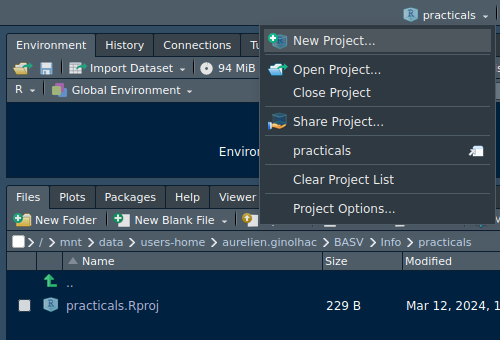 practicals
Environment History Connections
New Project...
Import Dataset 94 MiB
Open Project...
R Global Environment
Close Project
Share Project...
practicals
Clear Project List
Project Options...
Files Plots Packages Help Viewer
New Folder New Blank File
/ mnt data users-home aurelien.ginolhac BASV Info practicals
Name Size Modified
..
practicals.Rproj 229 B Mar 12, 2024, 1